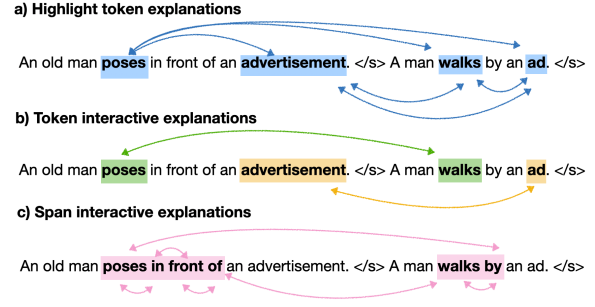 a) Highlight token explanations
An old man poses in front of an advertisement. </s> A man walks by an ad. </s>
b) Token interactive explanations
An old man poses in front of an advertisement. </s> A man walks by an ad. </s>
c) Span interactive explanations
An old man poses in front of an advertisement. </s> A man walks by an ad. </s>